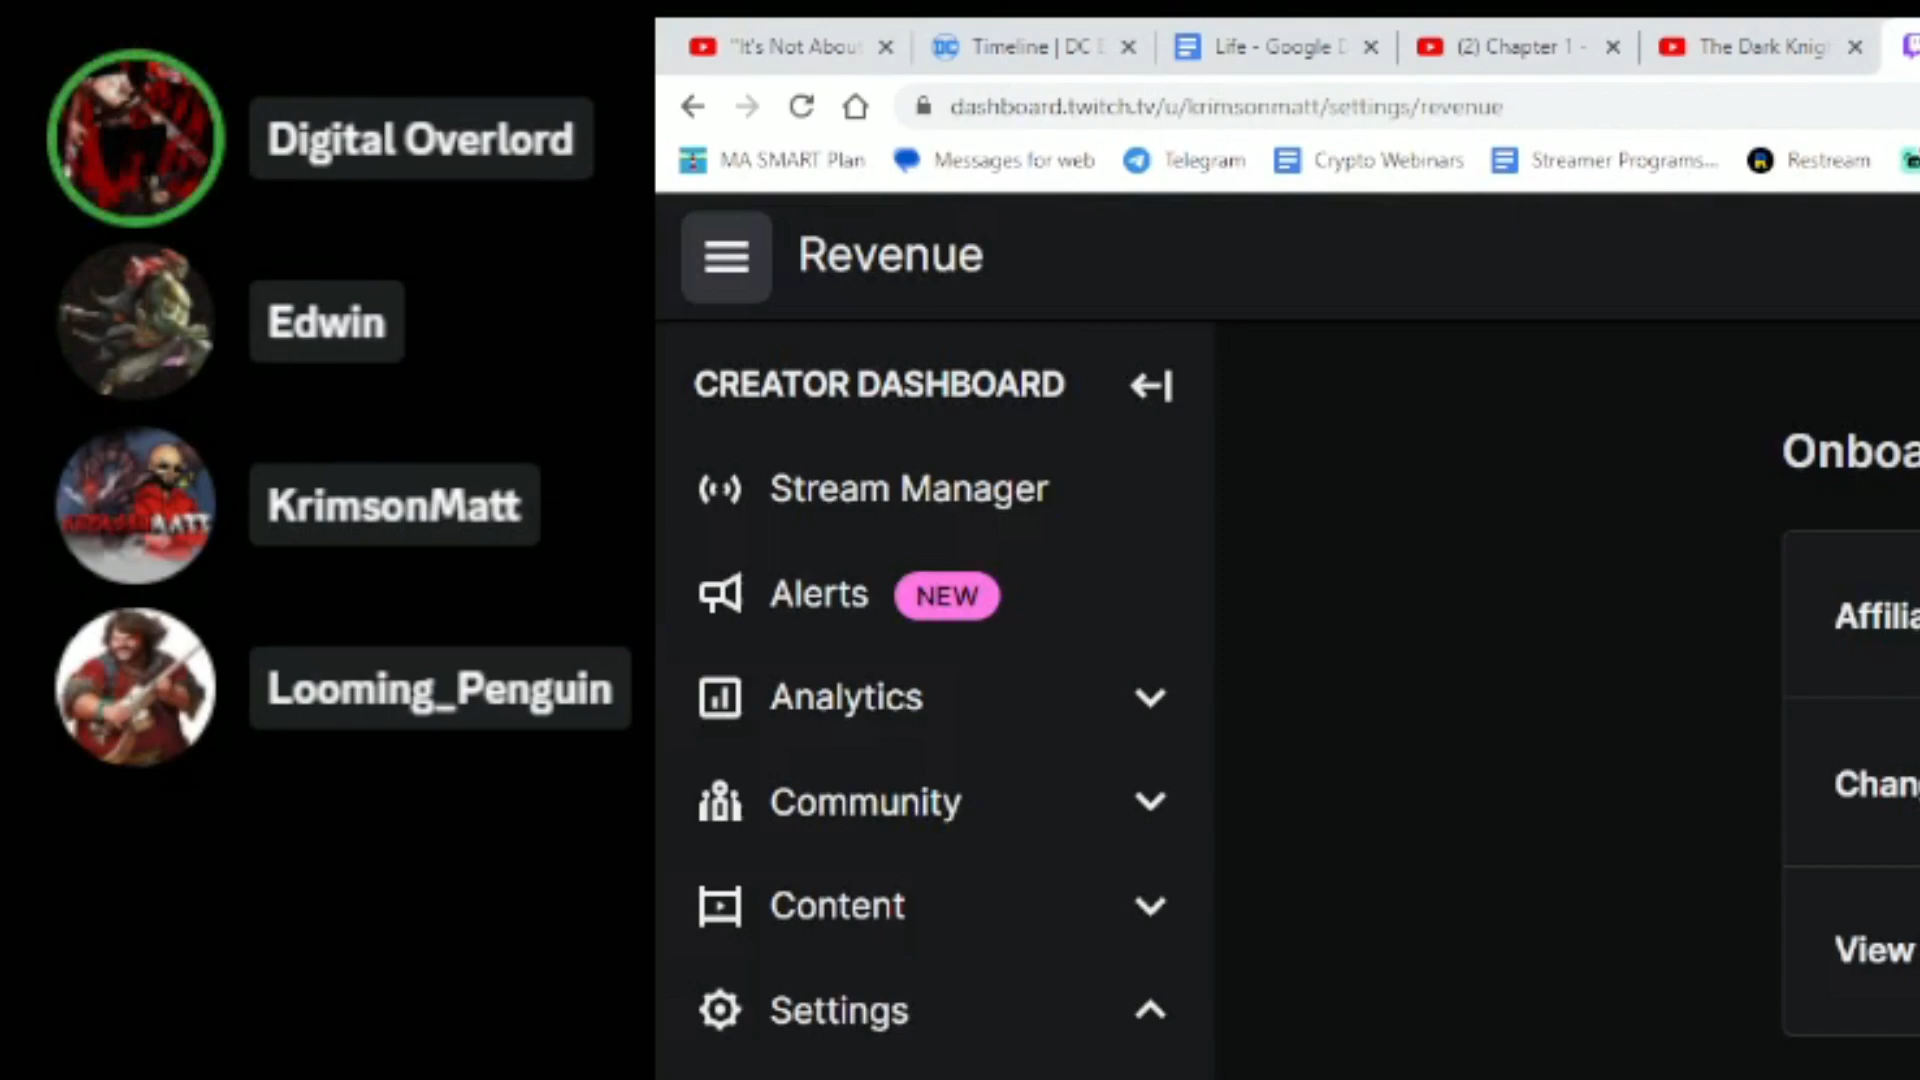 Digital Overlord
Edwin
KrimsonMatt
Looming_Penguin
"It's Not Abou
Timeline | DC E
Life - Google D
(2) Chapter 1 -
The Dark Knig
dashboard.twitch.tv/u/krimsonmatt/settings/revenue
MA SMART Plan
Messages for web
Telegram
Crypto Webinars
Streamer Programs...
Restream
Revenue
CREATOR DASHBOARD
Stream Manager
Alerts NEW
Analytics
Community
Content
Settings
Onboa
Affilia
Chang
View